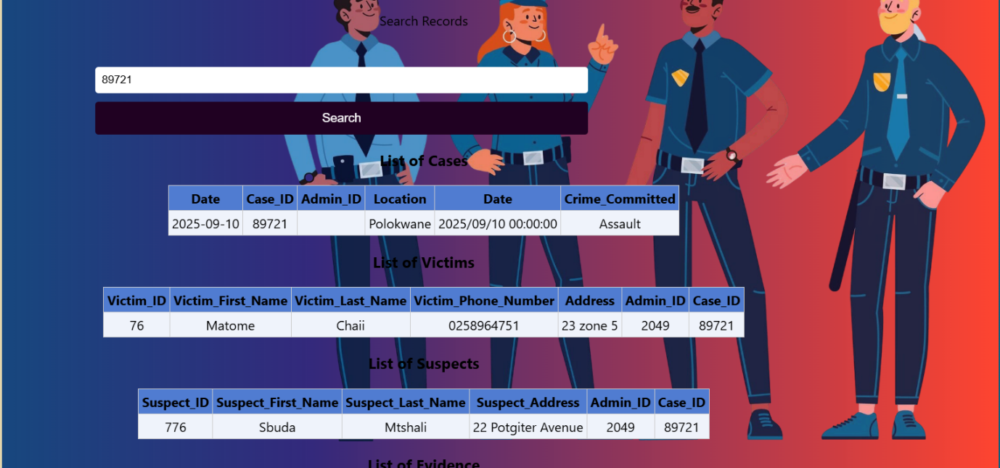 Search Records
89721
Search
List of Cases
Date Case_ID Admin_ID Location Date Crime_Committed
2025-09-10 89721 Polokwane 2025/09/10 00:00:00 Assault
List of Victims
Victim_ID Victim_First_Name Victim_Last_Name Victim_Phone_Number Address Admin_ID Case_ID
76 Matome Chaii 0258964751 23 zone 5 2049 89721
List of Suspects
Suspect_ID Suspect_First_Name Suspect_Last_Name Suspect_Address Admin_ID Case_ID
776 Sbuda Mtshali 22 Potgiter Avenue 2049 89721
List of Evidence